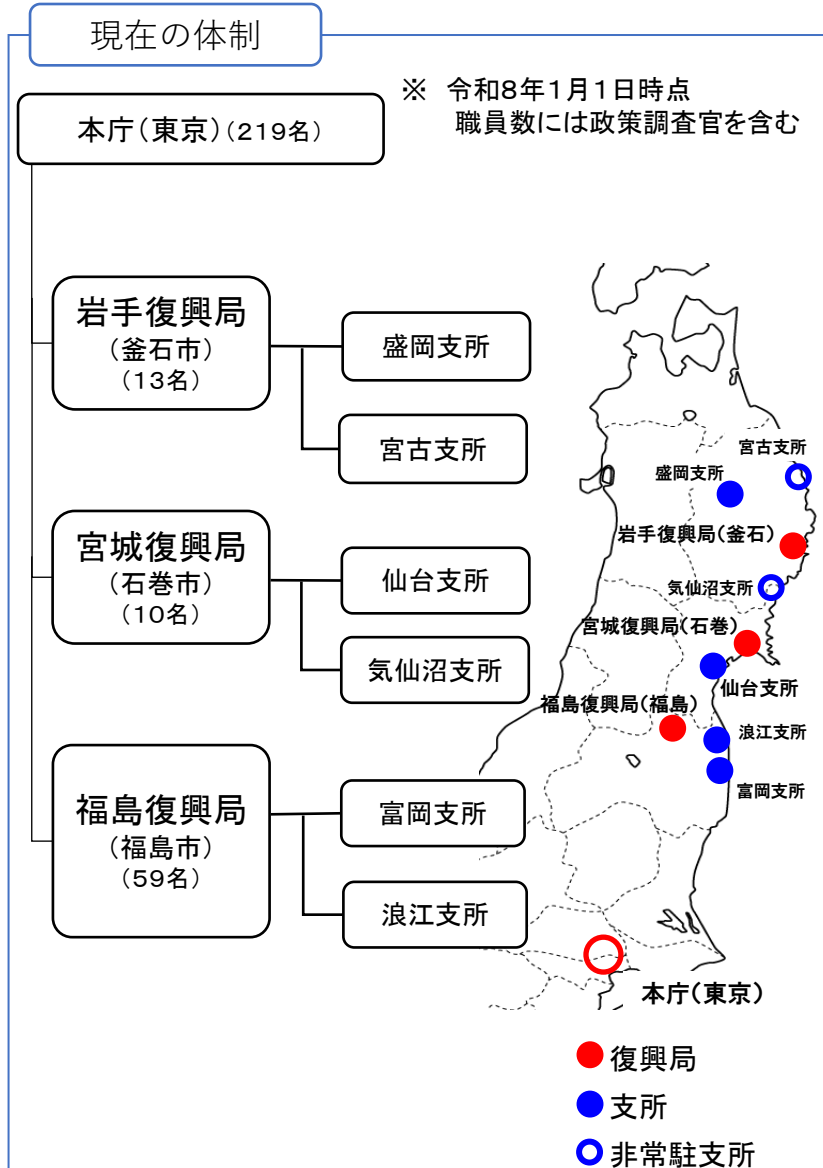 現在の体制
※ 令和8年1月1日時点
職員数には政策調査官を含む
本庁(東京)(219名)
岩手復興局
(釜石市)
(13名)
盛岡支所
宮古支所
宮城復興局
(石巻市)
(10名)
仙台支所
気仙沼支所
福島復興局
(福島市)
(59名)
富岡支所
浪江支所
宮古支所
盛岡支所
岩手復興局(釜石)
気仙沼支所
宮城復興局(石巻)
仙台支所
福島復興局(福島)
浪江支所
富岡支所
本庁(東京)
復興局
支所
非常駐支所